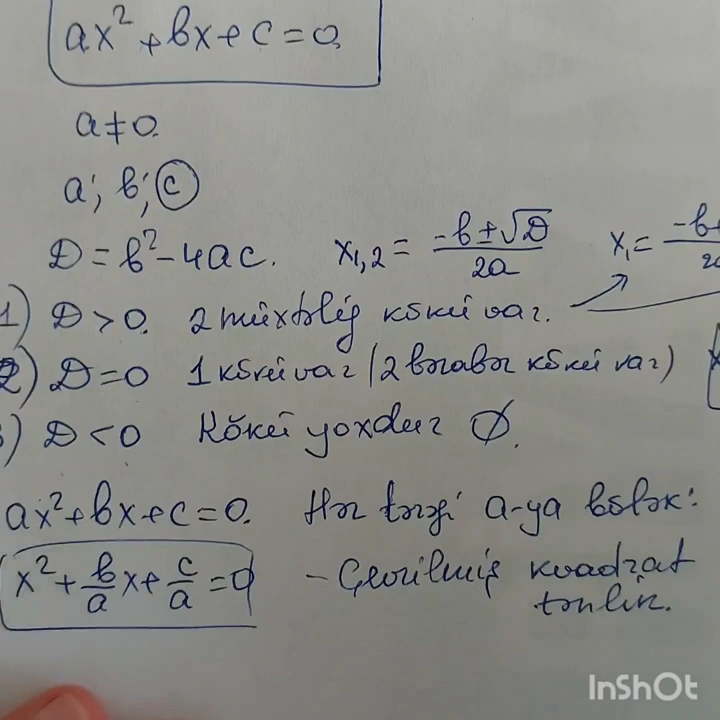 ax² + bx + c = 0
a ≠ 0.
a; b; c
D = b² - 4ac. x₁,₂ = (-b ± √D)/2a x₁ = -b
1) D > 0. 2 müxtəlif kökü var.
2) D = 0 1 kökü var (2 bərabər kökü var)
) D < 0 Kökü yoxdur ∅.
ax² + bx + c = 0. Hər tərəfi a-ya bölək:
x² + b/a x + c/a = 0 - Çevrilmiş kvadrat
tənlik.
InShOt